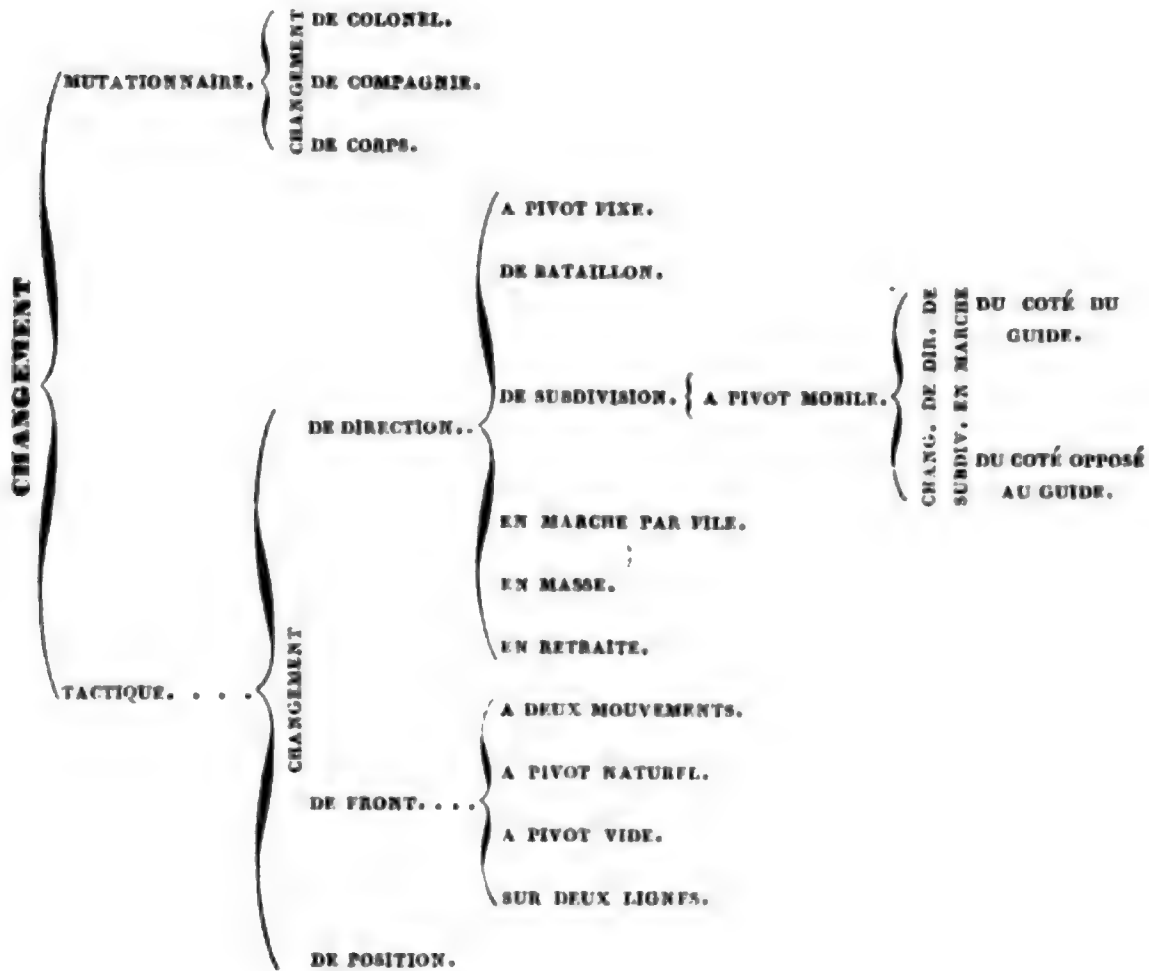 CHANGEMENT
MUTATIONNAIRE.
CHANGEMENT
DE COLONEL.
DE COMPAGNIE.
DE CORPS.
TACTIQUE. . . .
CHANGEMENT
DE DIRECTION..
A PIVOT FIXE.
DE BATAILLON.
DE SUBDIVISION.
A PIVOT MOBILE.
CHANG. DE DIR. DE
SUBDIV. EN MARCHE
DU COTÉ DU
GUIDE.
DU COTÉ OPPOSÉ
AU GUIDE.
EN MARCHE PAR FILE.
EN MASSE.
EN RETRAITE.
DE FRONT. . . .
A DEUX MOUVEMENTS.
A PIVOT NATUREL.
A PIVOT VIDE.
SUR DEUX LIGNES.
DE POSITION.